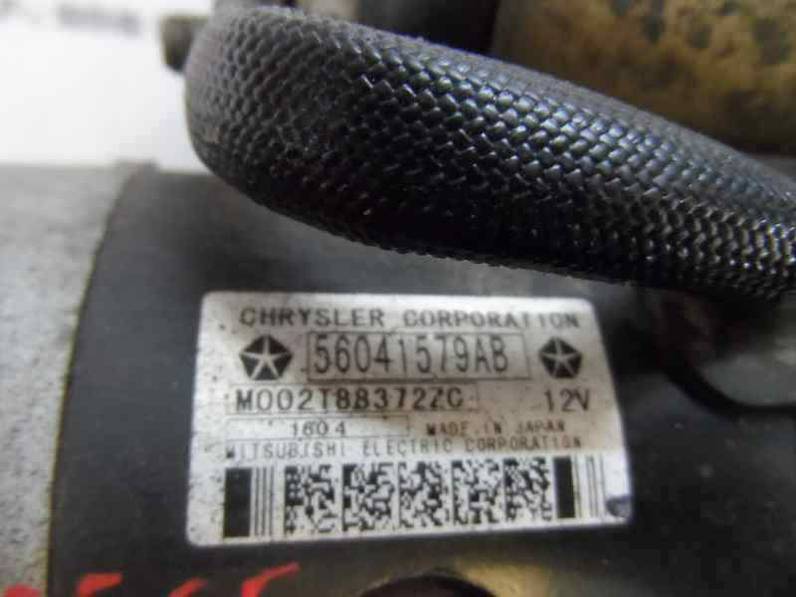 CHRYSLER CORPORATION
56041579AB
M002T88372ZC 12V
1604 MADE IN JAPAN
MITSUBISHI ELECTRIC CORPORATION